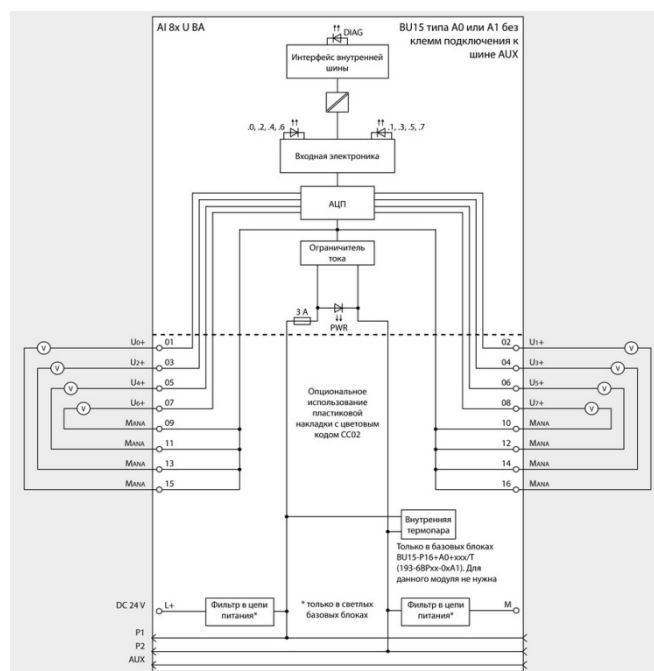 AI 8x U BA
BU15 типа A0 или A1 без
клемм подключения к
шине AUX
DIAG
Интерфейс внутренней
шины
.0, .2, .4, .6
.1, .3, .5, .7
Входная электроника
АЦП
Ограничитель
тока
3 A
PWR
U0+ 01
02 U1+
U2+ 03
04 U3+
U4+ 05
06 U5+
U6+ 07
08 U7+
MANA 09
10 MANA
MANA 11
12 MANA
MANA 13
14 MANA
MANA 15
16 MANA
V
V
V
V
V
V
V
V
Опциональное
использование
пластиковой
накладки с цветовым
кодом CC02
Внутренняя
термопара
Только в базовых блоках
BU15-P16+A0+xxx/T
(193-6BPxx-0xA1). Для
данного модуля не нужна
DC 24 V
L+
Фильтр в цепи
питания*
* только в светлых
базовых блоках
Фильтр в цепи
питания*
M
P1
P2
AUX